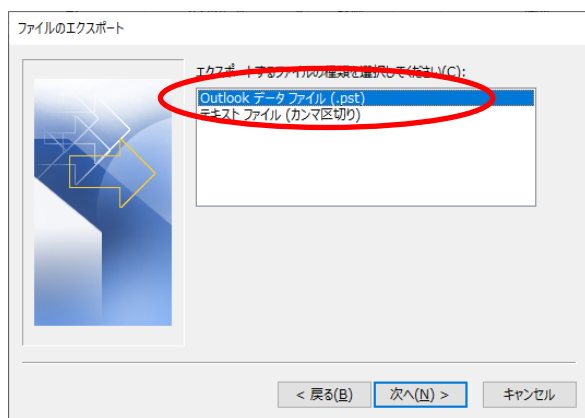 ファイルのエクスポート
エクスポートするファイルの種類を選択してください(C):
Outlook データ ファイル (.pst)
テキスト ファイル (カンマ区切り)
< 戻る(B)
次へ(N) >
キャンセル